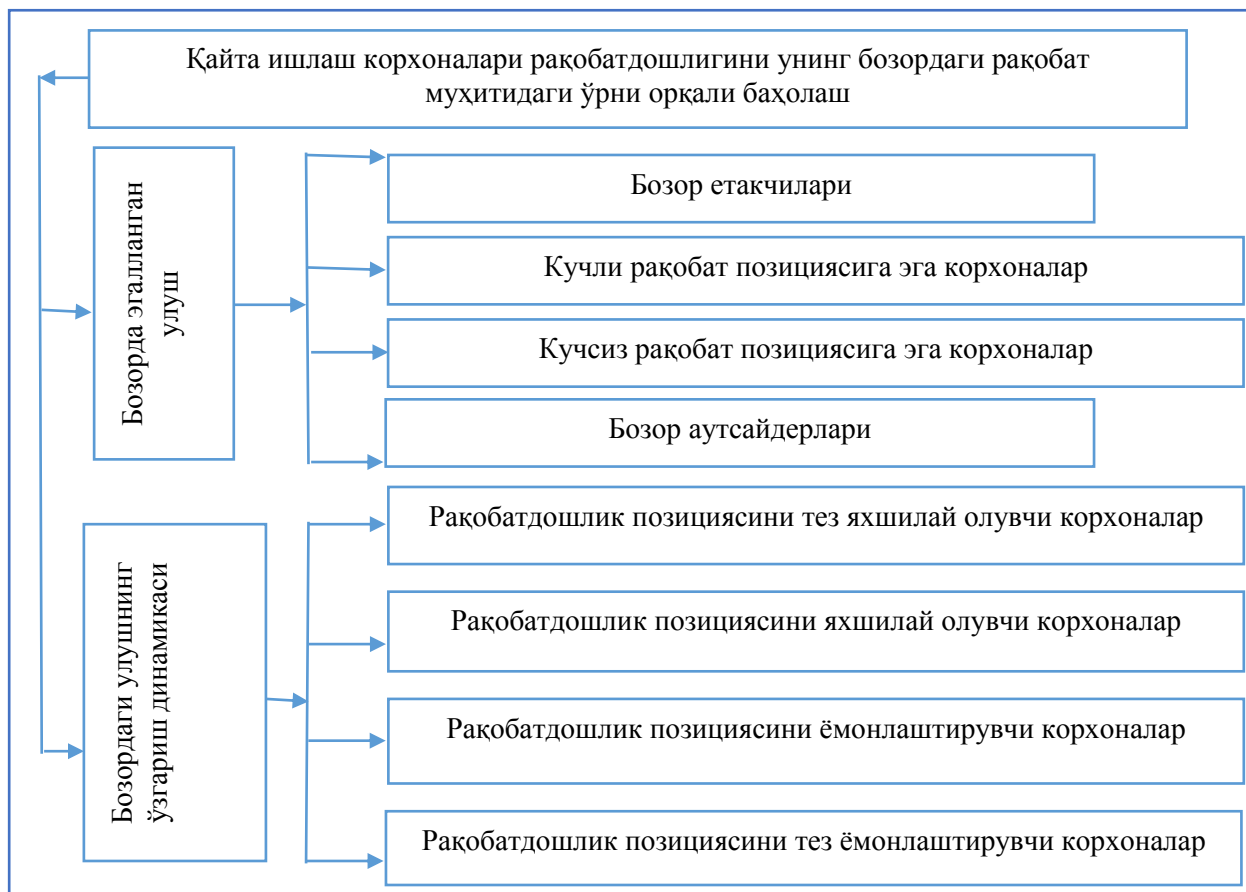 Қайта ишлаш корхоналари рақобатдошлигини унинг бозордаги рақобат
муҳитидаги ўрни орқали баҳолаш
Бозорда эгалланган
улуш
Бозор етакчилари
Кучли рақобат позициясига эга корхоналар
Кучсиз рақобат позициясига эга корхоналар
Бозор аутсайдерлари
Бозордаги улушнинг
ўзгариш динамикаси
Рақобатдошлик позициясини тез яхшилай олувчи корхоналар
Рақобатдошлик позициясини яхшилай олувчи корхоналар
Рақобатдошлик позициясини ёмонлаштирувчи корхоналар
Рақобатдошлик позициясини тез ёмонлаштирувчи корхоналар